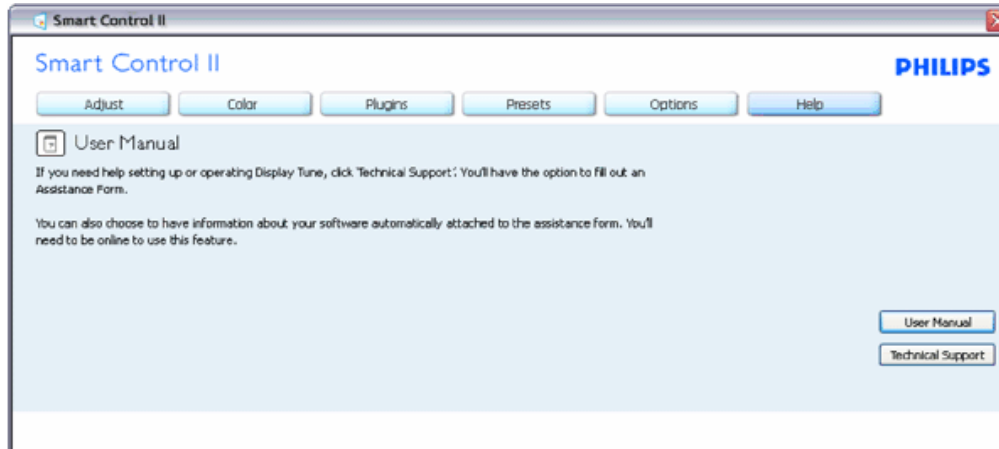 Smart Control II
Smart Control II
PHILIPS
Adjust Color Plugins Presets Options Help
User Manual
If you need help setting up or operating Display Tune, click 'Technical Support'. You'll have the option to fill out an
Assistance Form.
You can also choose to have information about your software automatically attached to the assistance form. You'll
need to be online to use this feature.
User Manual
Technical Support